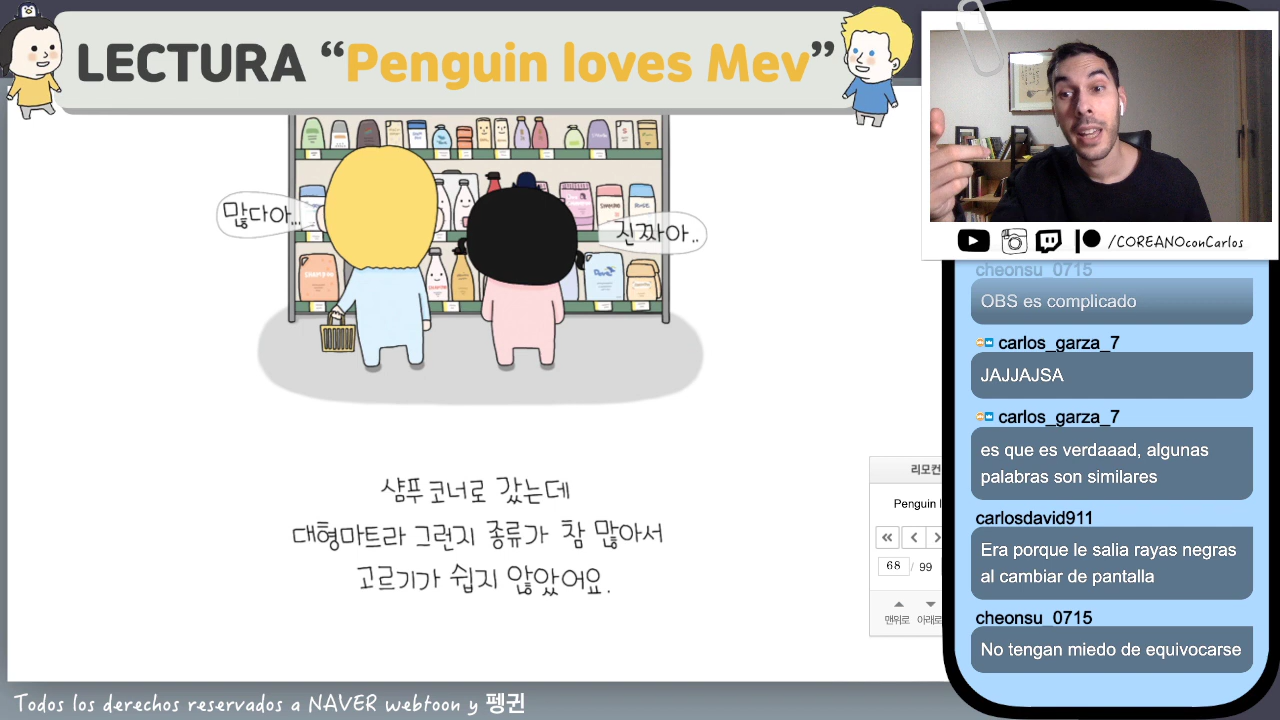 LECTURA “Penguin loves Mev”
많다아..
진짜아..
샴푸 코너로 갔는데
대형마트라 그런지 종류가 참 많아서
고르기가 쉽지 않았어요.
리모컨
Penguin l
68 / 99
맨위로 아래로
/COREANOconCarlos
cheonsu_0715
OBS es complicado
carlos_garza_7
JAJJAJSA
carlos_garza_7
es que es verdaaad, algunas
palabras son similares
carlosdavid911
Era porque le salia rayas negras
al cambiar de pantalla
cheonsu_0715
No tengan miedo de equivocarse
Todos los derechos reservados a NAVER webtoon y 펭귄